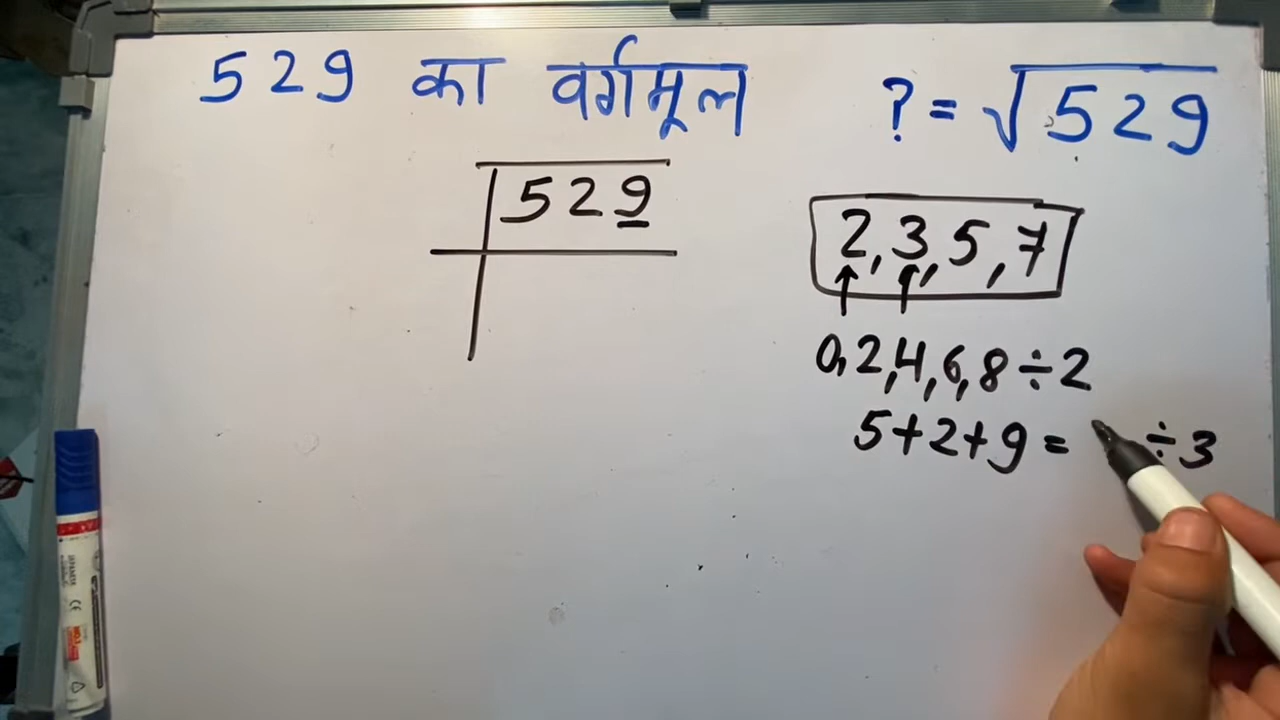 529 का वर्गमूल
? = √529
529
2, 3, 5, 7
0,2,4,6,8÷2
5+2+9= ÷3